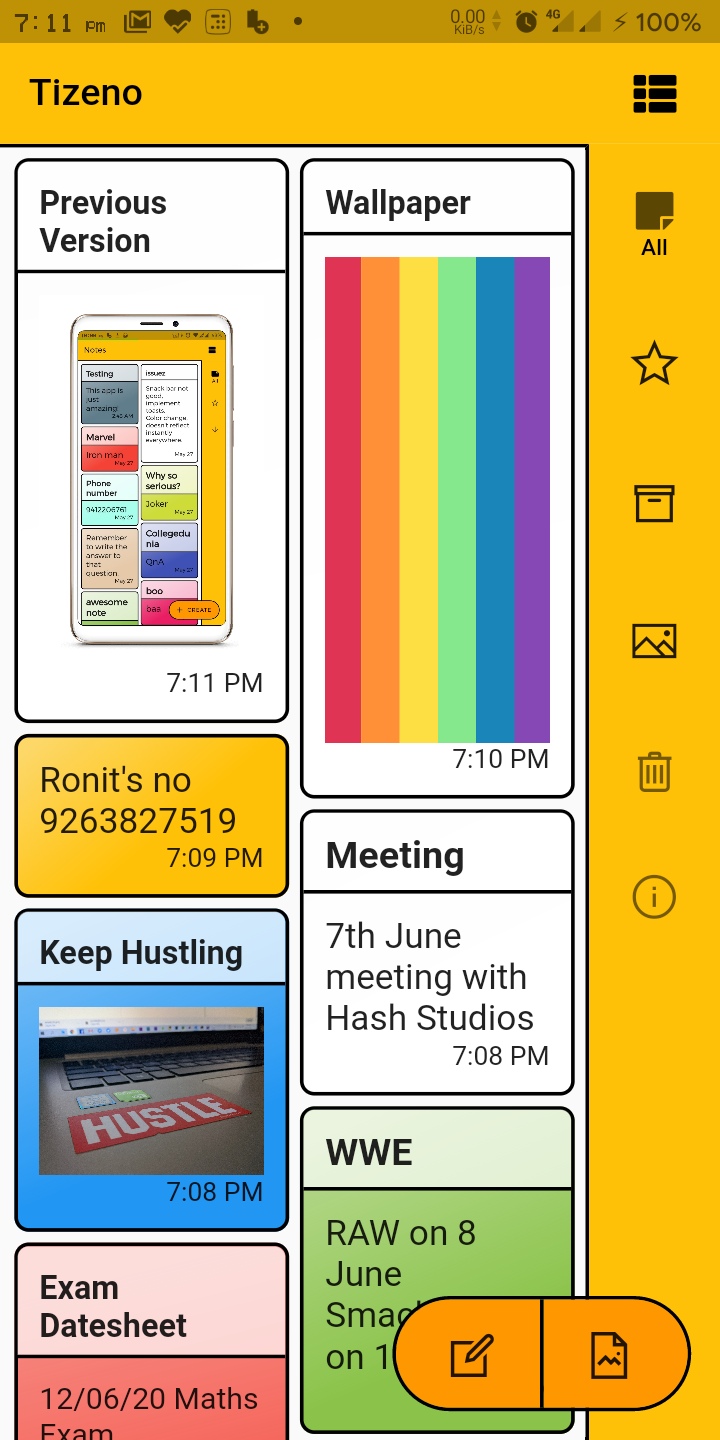 7:11 pm
0.00
KiB/s
4G
100%
Tizeno
All
Previous
Version
Notes
Testing
This app is
just
amazing
2:45 AM
Marvel
Iron man
May 27
Phone
number
9412206761
May 27
Remember
to write the
answer to
that
question.
May 27
awesome
note
issuez
Snack bar not
good.
implement
toasts.
Color change
doesn't reflect
instantly
everywhere.
May 27
Why so
serious?
Joker
May 27
Collegedu
nia
QnA
May 27
boo
baa
+ CREATE
All
7:11 PM
Ronit's no
9263827519
7:09 PM
Keep Hustling
HUSTLE
7:08 PM
Exam
Datesheet
12/06/20 Maths
Exam
Wallpaper
7:10 PM
Meeting
7th June
meeting with
Hash Studios
7:08 PM
WWE
RAW on 8
June
on 1